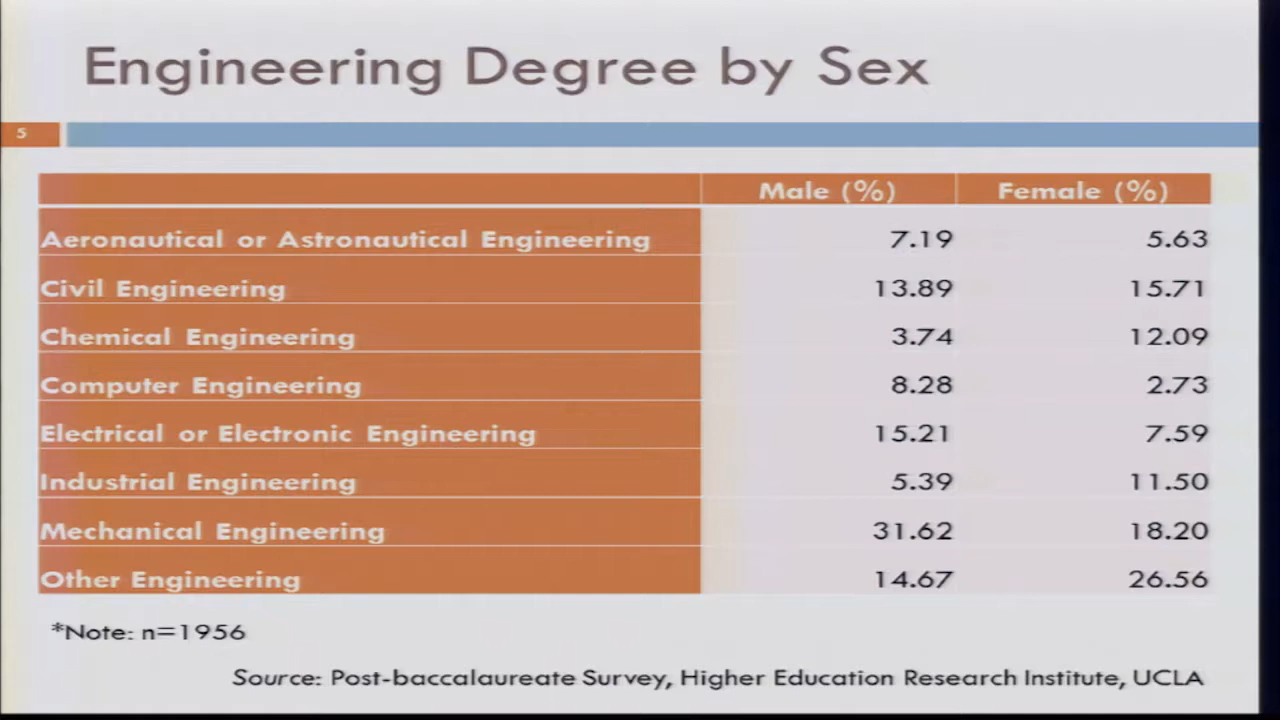 Engineering Degree by Sex
5
Male (%) Female (%)
Aeronautical or Astronautical Engineering 7.19 5.63
Civil Engineering 13.89 15.71
Chemical Engineering 3.74 12.09
Computer Engineering 8.28 2.73
Electrical or Electronic Engineering 15.21 7.59
Industrial Engineering 5.39 11.50
Mechanical Engineering 31.62 18.20
Other Engineering 14.67 26.56
*Note: n=1956
Source: Post-baccalaureate Survey, Higher Education Research Institute, UCLA